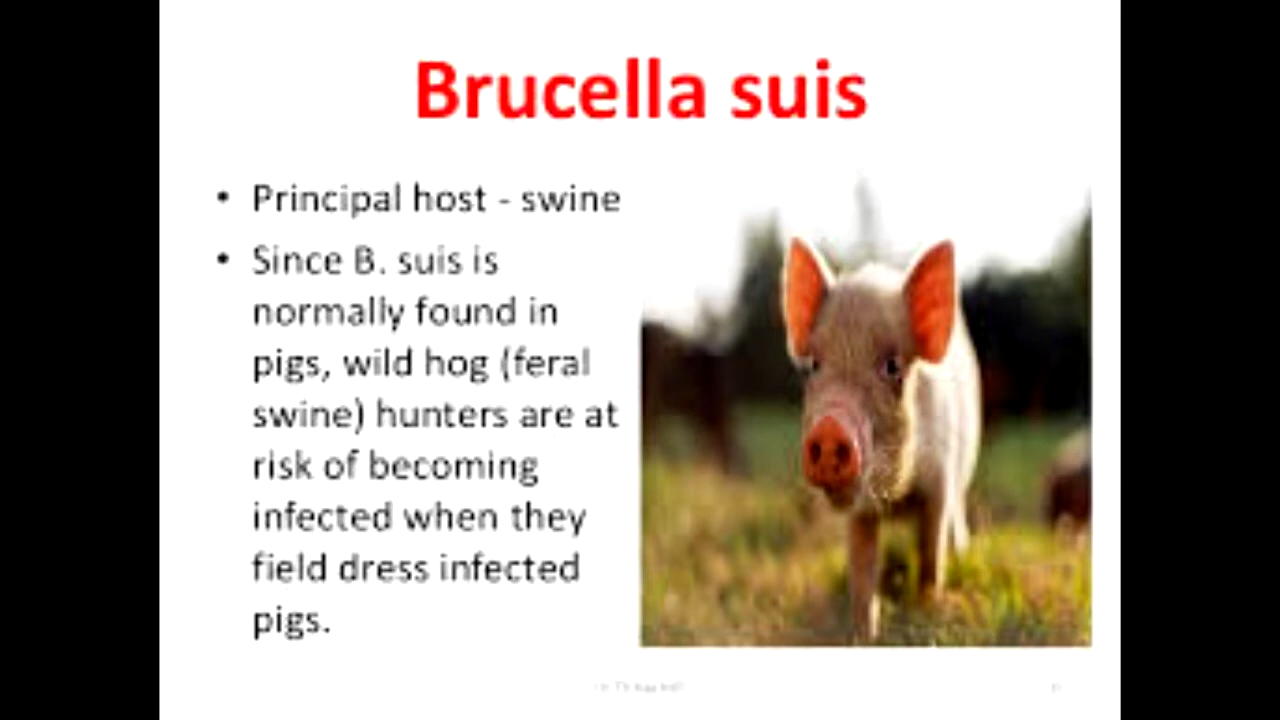 Brucella suis
• Principal host - swine
• Since B. suis is
normally found in
pigs, wild hog (feral
swine) hunters are at
risk of becoming
infected when they
field dress infected
pigs.